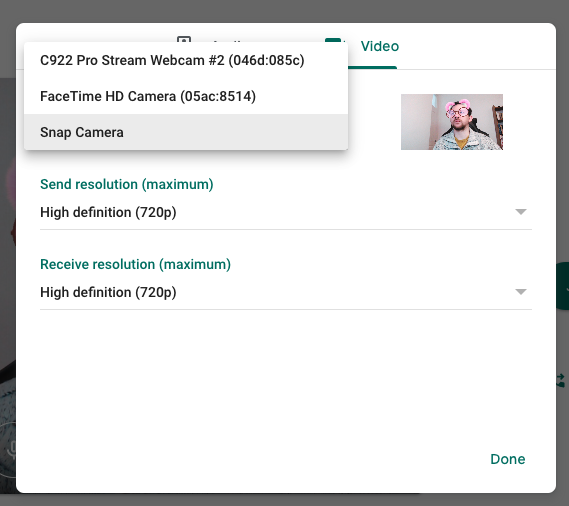 Video
C922 Pro Stream Webcam #2 (046d:085c)
FaceTime HD Camera (05ac:8514)
Snap Camera
Send resolution (maximum)
High definition (720p)
Receive resolution (maximum)
High definition (720p)
Done